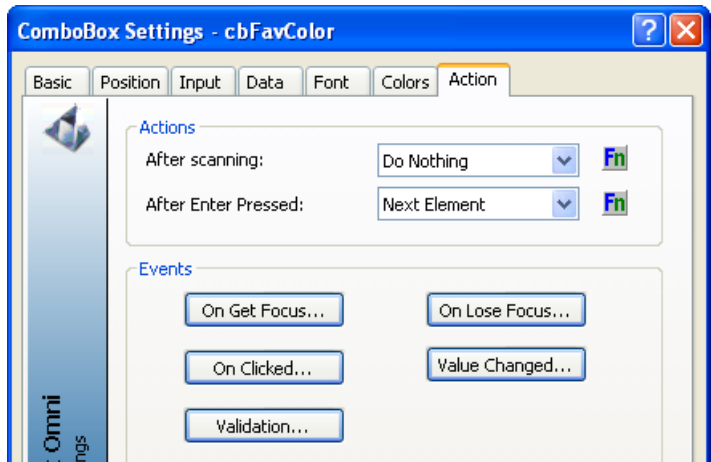 ComboBox Settings - cbFavColor
Basic Position Input Data Font Colors Action
Actions
After scanning: Do Nothing Fn
After Enter Pressed: Next Element Fn
Events
On Get Focus... On Lose Focus...
On Clicked... Value Changed...
Validation...
Omni
ngs